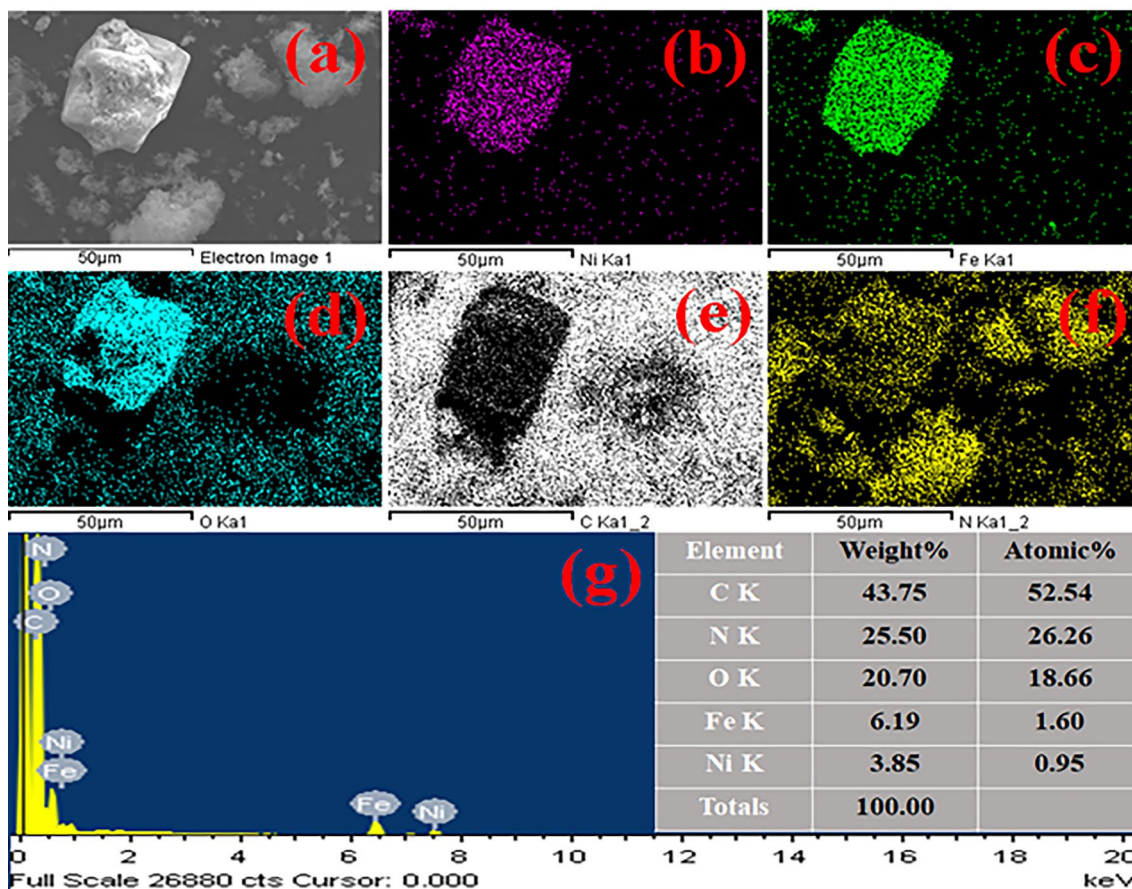 (a)
(b)
(c)
50μm Electron Image 1
50μm Ni Ka1
50μm Fe Ka1
(d)
(e)
(f)
50μm O Ka1
50μm C Ka1_2
50μm N Ka1_2
(g)
N
O
C
Ni
Fe
Fe
Ni
Element Weight% Atomic%
C K 43.75 52.54
N K 25.50 26.26
O K 20.70 18.66
Fe K 6.19 1.60
Ni K 3.85 0.95
Totals 100.00
0 2 4 6 8 10 12 14 16 18 20
Full Scale 26880 cts Cursor: 0.000 keV